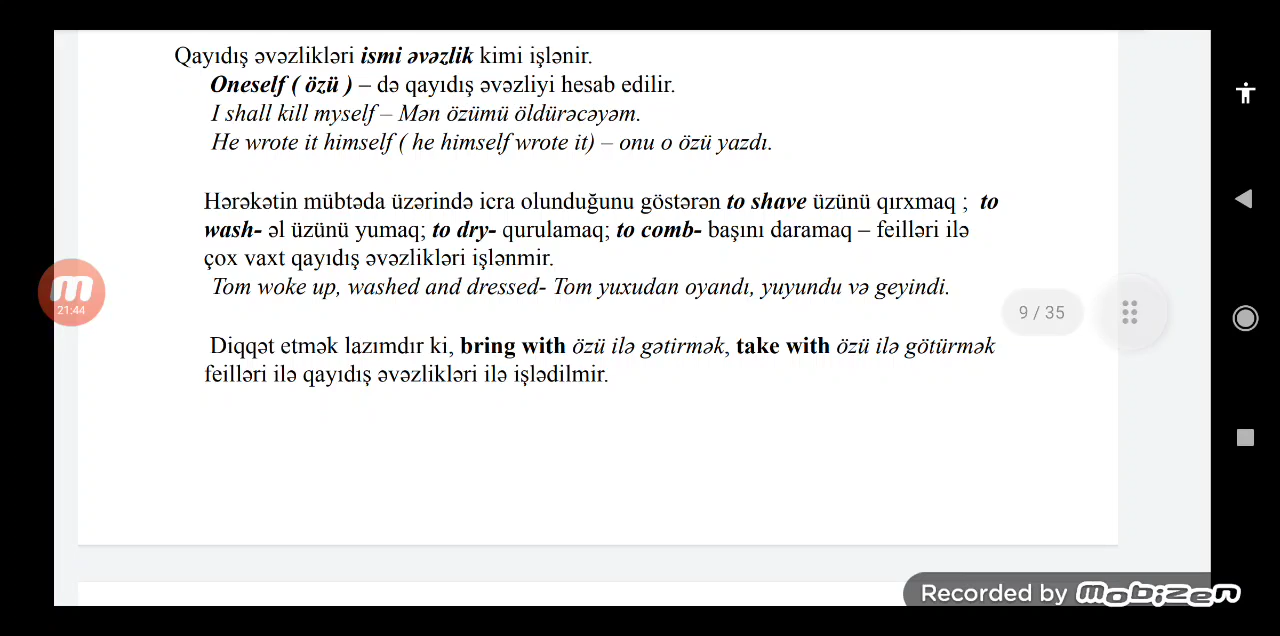 Qayıdış əvəzlikləri ismi əvəzlik kimi işlənir.
Oneself ( özü ) – də qayıdış əvəzliyi hesab edilir.
I shall kill myself – Mən özümü öldürəcəyəm.
He wrote it himself ( he himself wrote it) – onu o özü yazdı.
Hərəkətin mübtəda üzərində icra olunduğunu göstərən to shave üzünü qırxmaq ; to
wash- əl üzünü yumaq; to dry- qurulamaq; to comb- başını daramaq – feilləri ilə
çox vaxt qayıdış əvəzlikləri işlənmir.
Tom woke up, washed and dressed- Tom yuxudan oyandı, yuyundu və geyindi.
21:44
9 / 35
Diqqət etmək lazımdır ki, bring with özü ilə gətirmək, take with özü ilə götürmək
feilləri ilə qayıdış əvəzlikləri ilə işlədilmir.
Recorded by mobizen